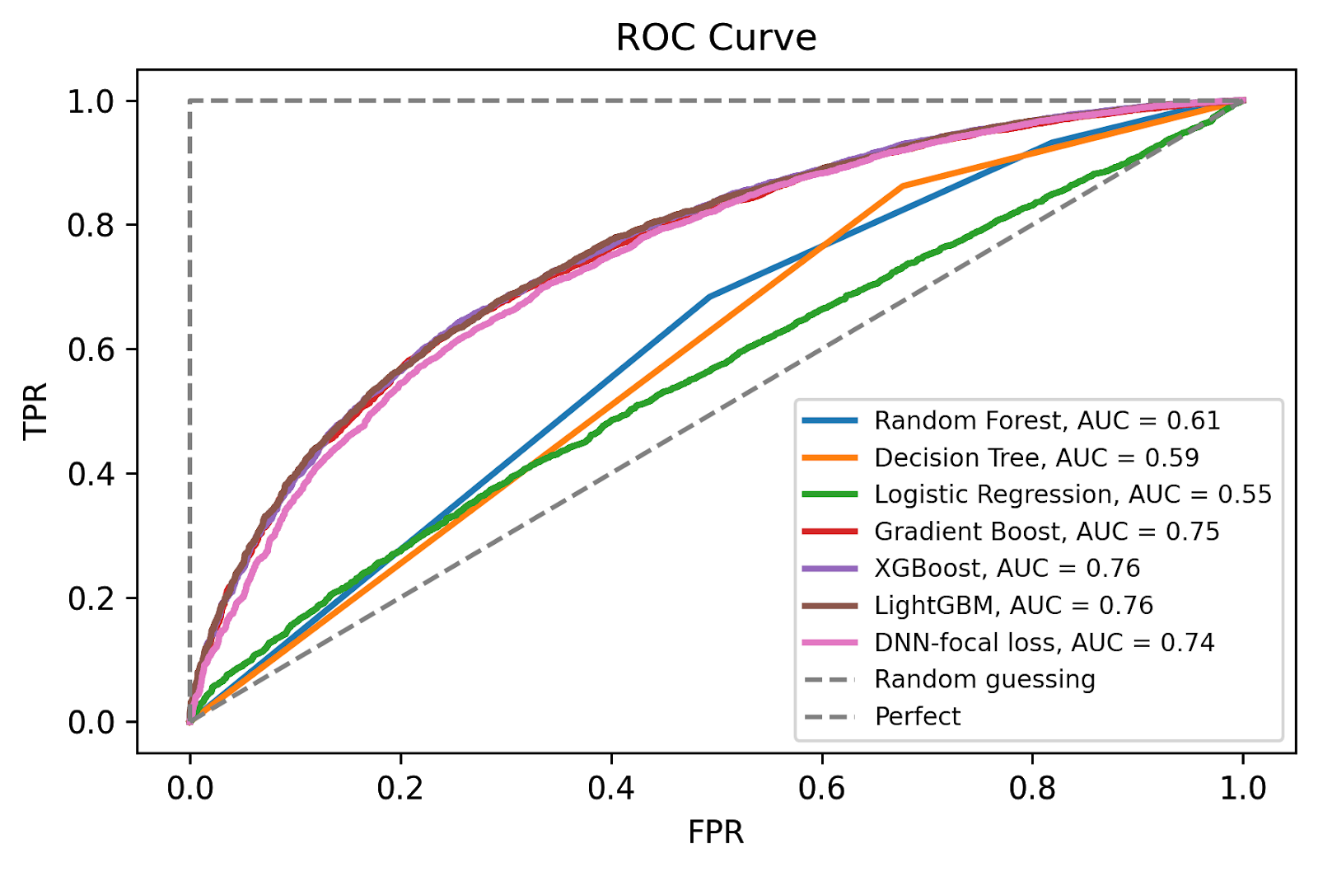 ROC Curve
1.0
0.8
0.6
0.4
0.2
0.0
TPR
0.0 0.2 0.4 0.6 0.8 1.0
FPR
Random Forest, AUC = 0.61
Decision Tree, AUC = 0.59
Logistic Regression, AUC = 0.55
Gradient Boost, AUC = 0.75
XGBoost, AUC = 0.76
LightGBM, AUC = 0.76
DNN-focal loss, AUC = 0.74
Random guessing
Perfect